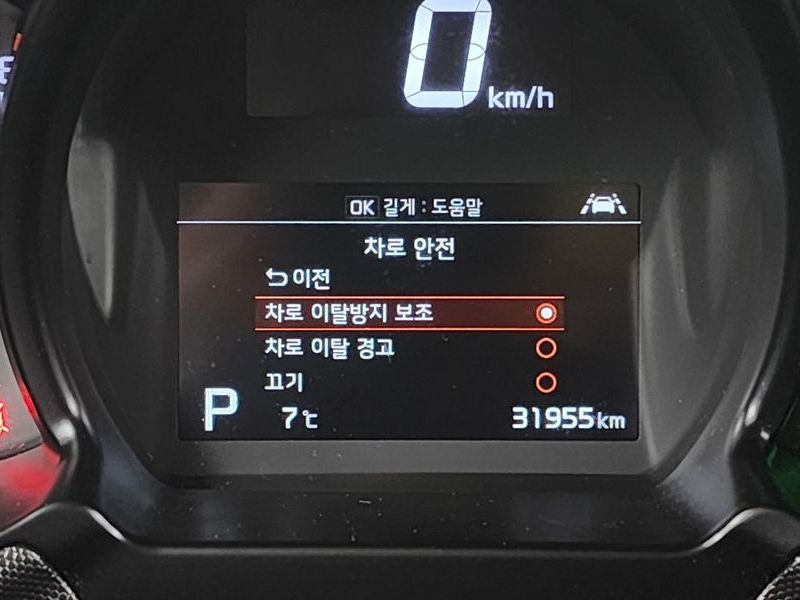 0 km/h
OK 길게 : 도움말
차로 안전
이전
차로 이탈방지 보조
차로 이탈 경고
끄기
P 7℃ 31955km